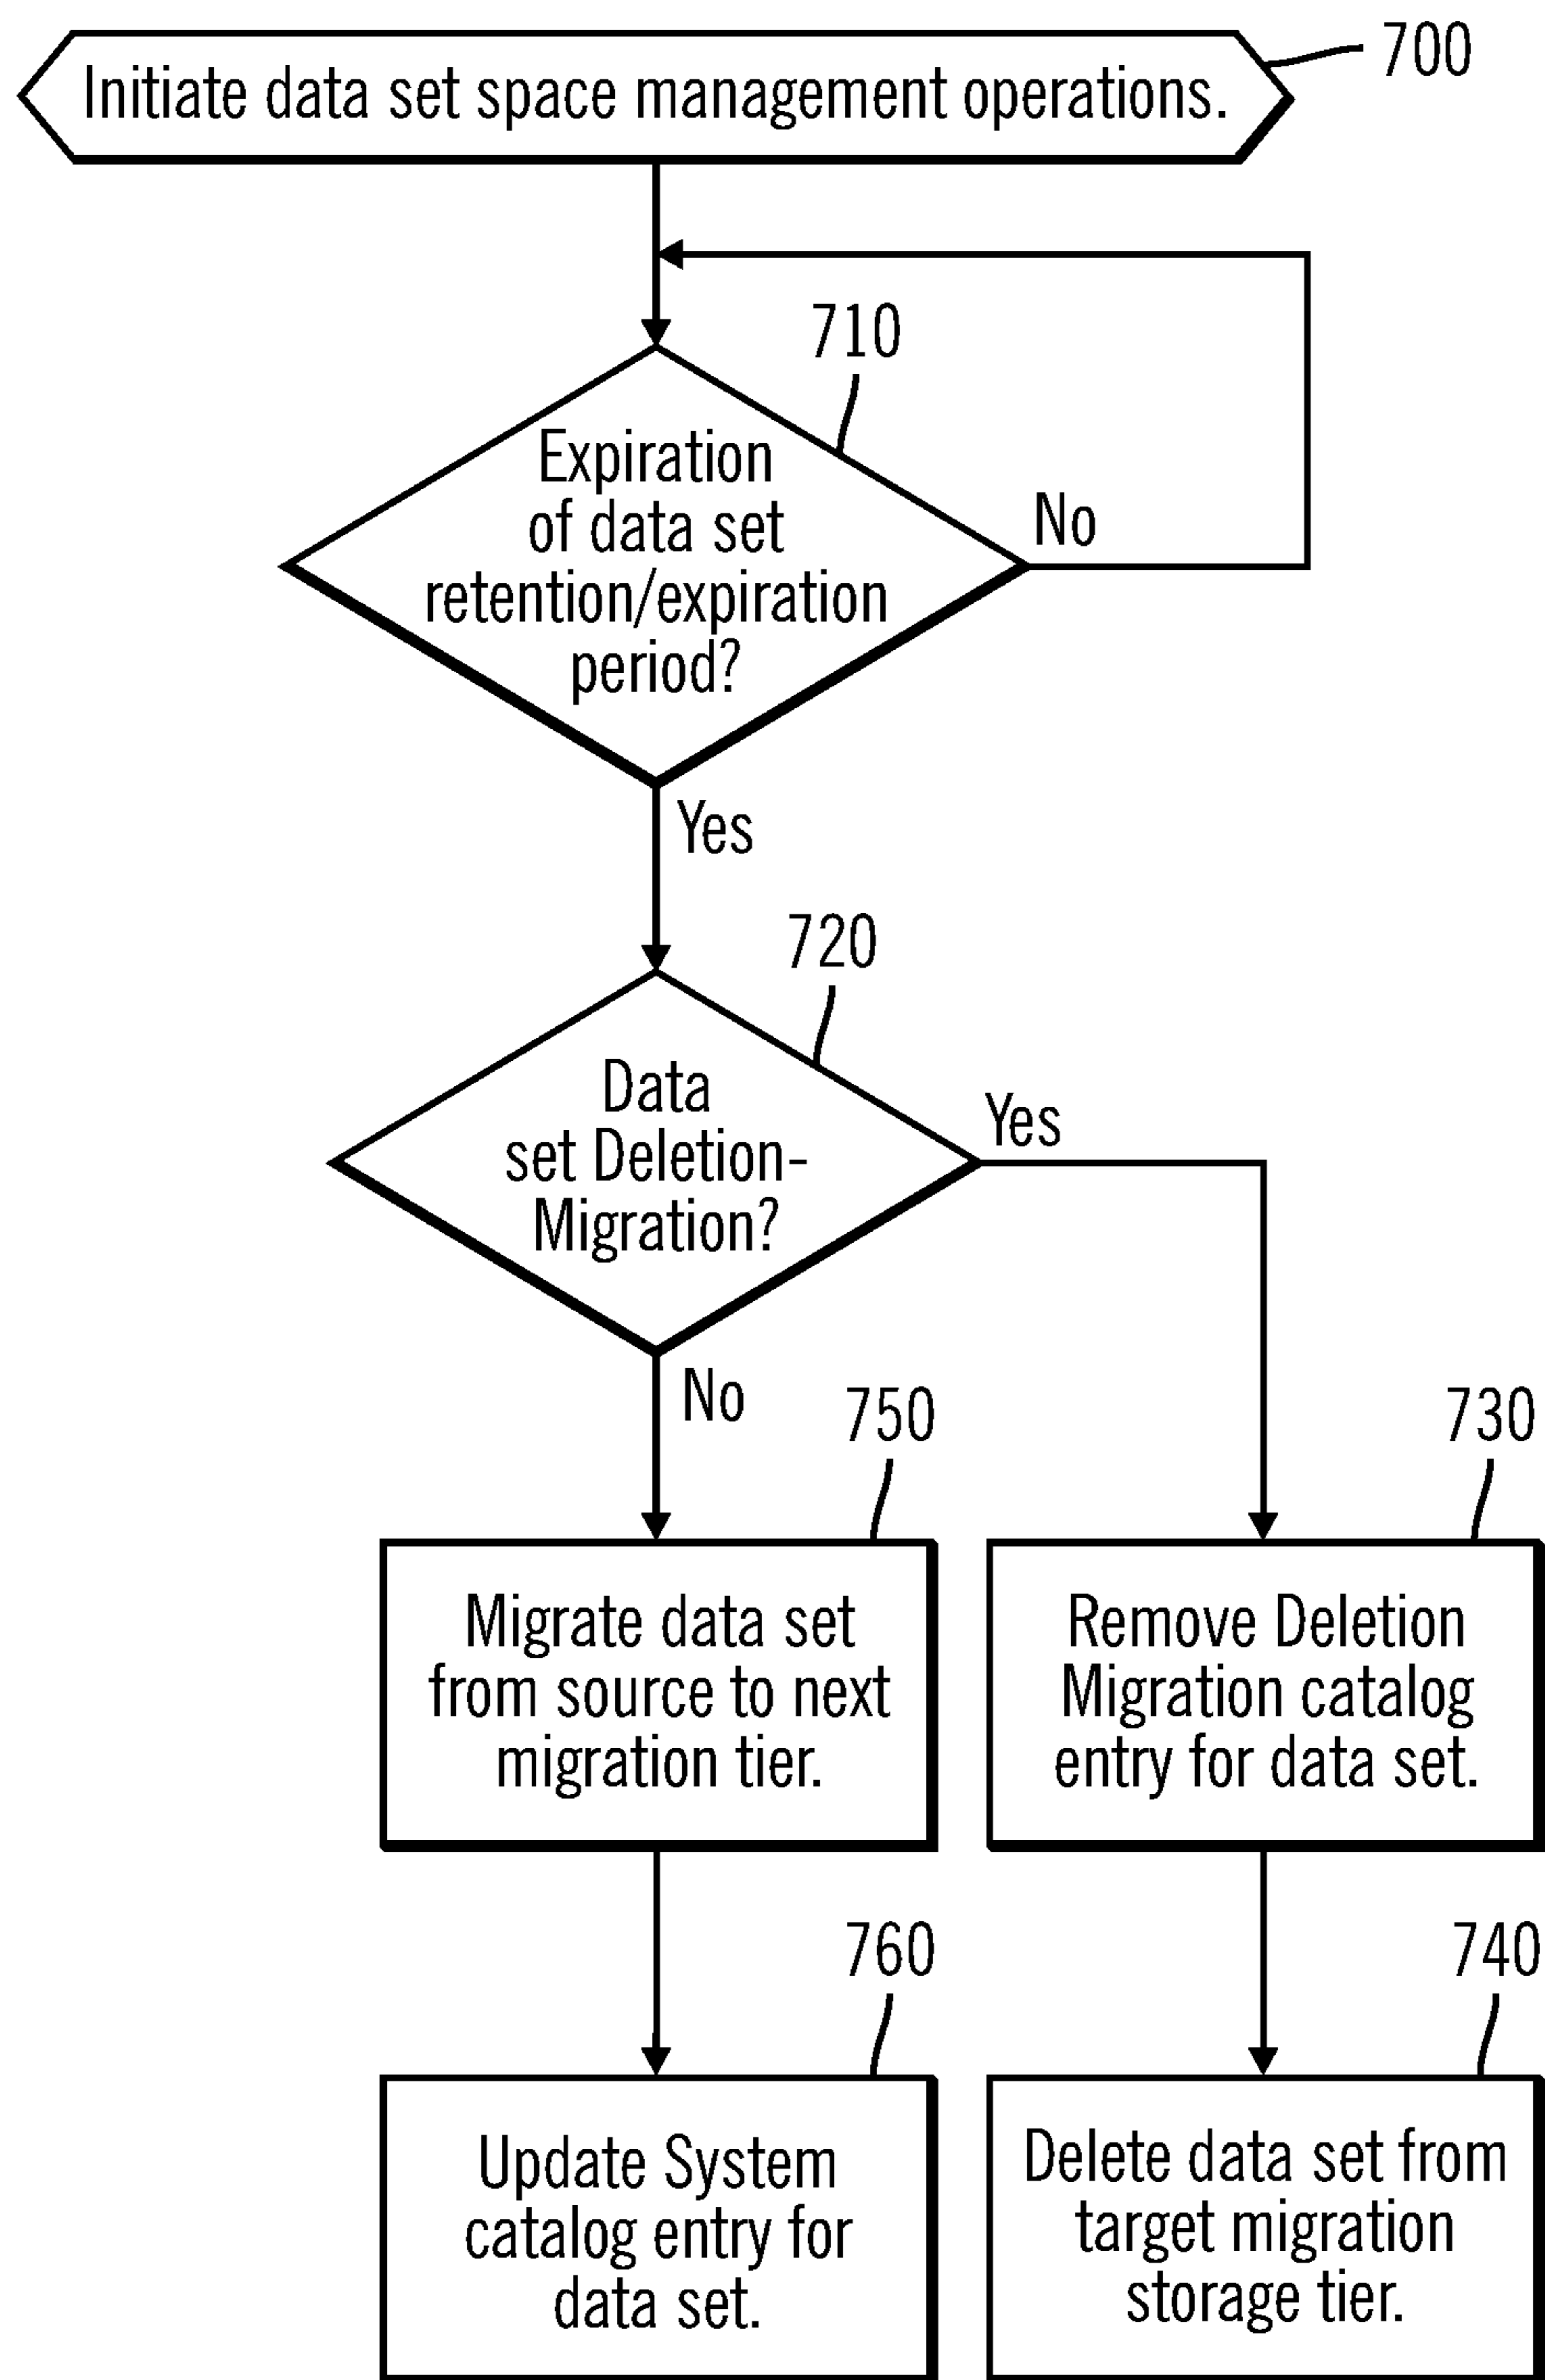 Initiate data set space management operations.
700
710
Expiration
of data set
retention/expiration
period?
No
Yes
720
Data
set Deletion-
Migration?
Yes
No
750
Migrate data set
from source to next
migration tier.
730
Remove Deletion
Migration catalog
entry for data set.
760
Update System
catalog entry for
data set.
740
Delete data set from
target migration
storage tier.